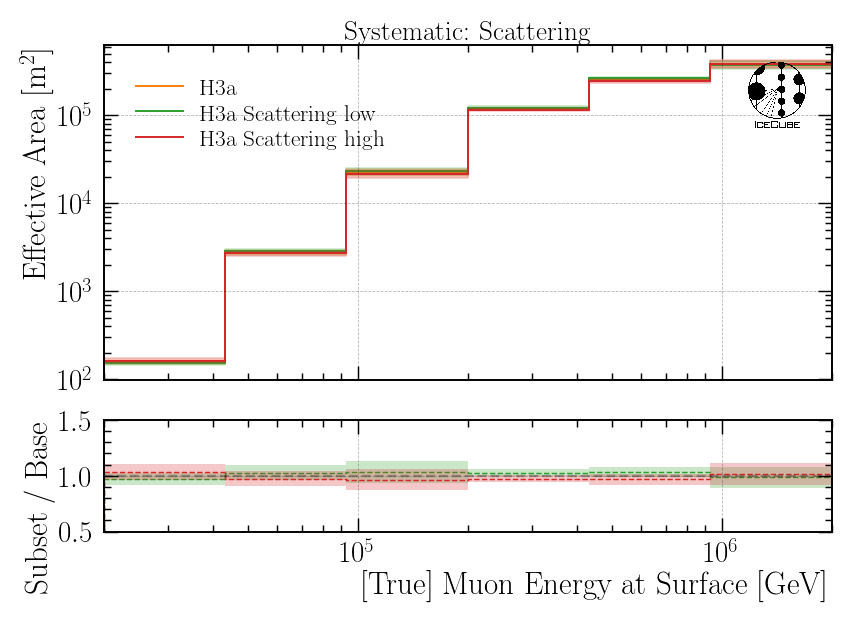 Systematic: Scattering
Effective Area [m²]
10⁵
10⁴
10³
10²
H3a
H3a Scattering low
H3a Scattering high
IceCube
Subset / Base
1.5
1.0
0.5
10⁵
10⁶
[True] Muon Energy at Surface [GeV]